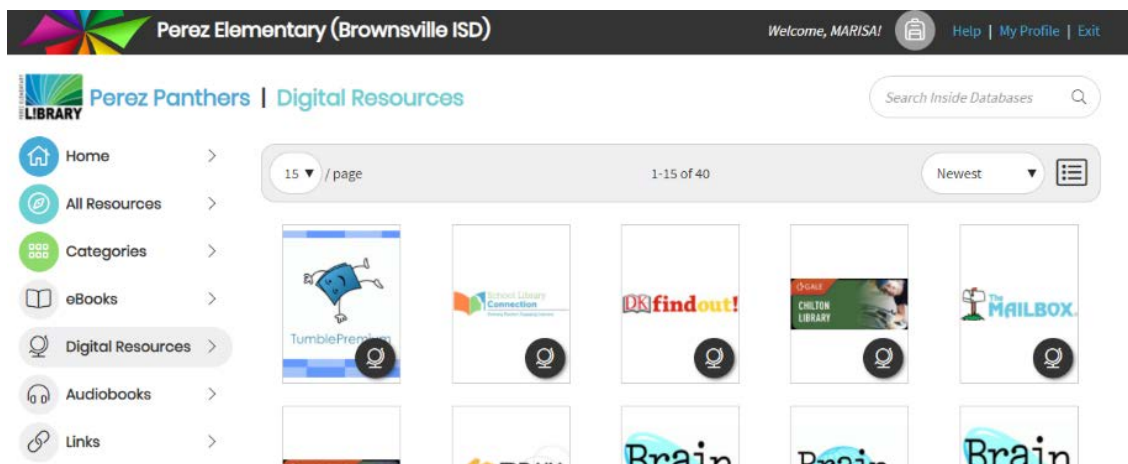 Perez Elementary (Brownsville ISD)
Welcome, MARISA!
Help | My Profile | Exit
L!BRARY
Perez Panthers | Digital Resources
Search Inside Databases
Home
All Resources
Categories
eBooks
Digital Resources
Audiobooks
Links
15 ▼ / page
1-15 of 40
Newest ▼
TumblePremium
School Library
Connection
DK findout!
GALE
CHILTON
LIBRARY
The
MAILBOX
Brain
Brain
Brain